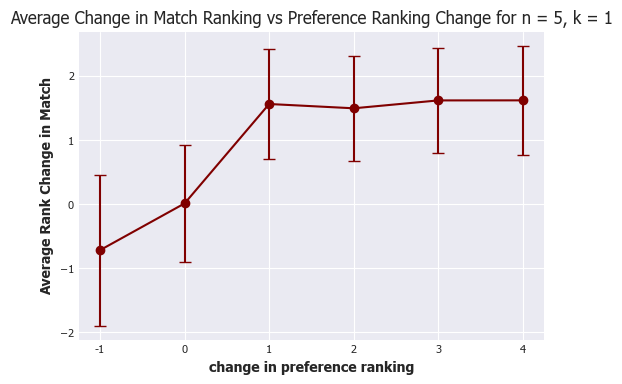 Average Change in Match Ranking vs Preference Ranking Change for n = 5, k = 1
Average Rank Change in Match
2
1
0
−1
−2
-1 0 1 2 3 4
change in preference ranking